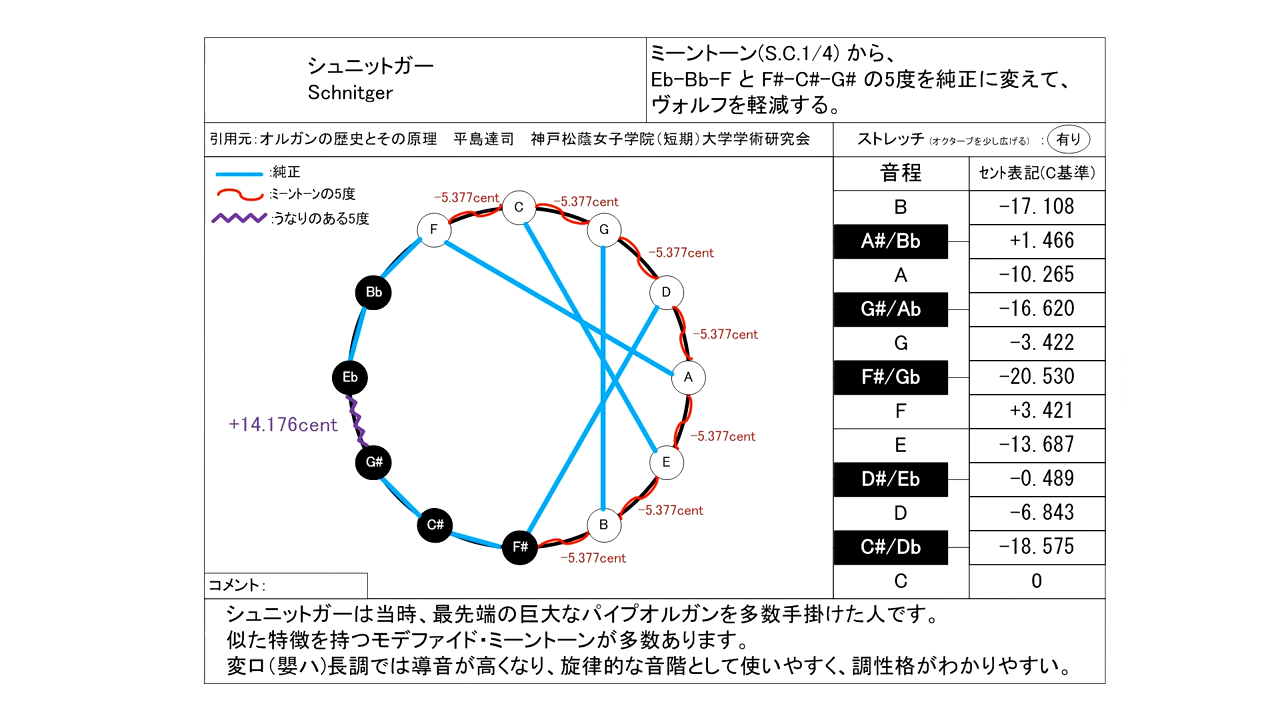 シュニットガー
Schnitger
ミーントーン(S.C.1/4) から、
Eb-Bb-F と F#-C#-G# の5度を純正に変えて、
ヴォルフを軽減する。
引用元:オルガンの歴史とその原理 平島達司 神戸松蔭女子学院(短期)大学学術研究会
ストレッチ (オクターブを少し広げる) : 有り
:純正
:ミーントーンの5度
:うなりのある5度
-5.377cent
C
-5.377cent
F
G
-5.377cent
Bb
D
-5.377cent
Eb
A
+14.176cent
-5.377cent
G#
E
-5.377cent
C#
B
F#
-5.377cent
音程 セント表記(C基準)
B -17.108
A#/Bb +1.466
A -10.265
G#/Ab -16.620
G -3.422
F#/Gb -20.530
F +3.421
E -13.687
D#/Eb -0.489
D -6.843
C#/Db -18.575
C 0
コメント:
シュニットガーは当時、最先端の巨大なパイプオルガンを多数手掛けた人です。
似た特徴を持つモデファイド・ミーントーンが多数あります。
変ロ(嬰ハ)長調では導音が高くなり、旋律的な音階として使いやすく、調性格がわかりやすい。